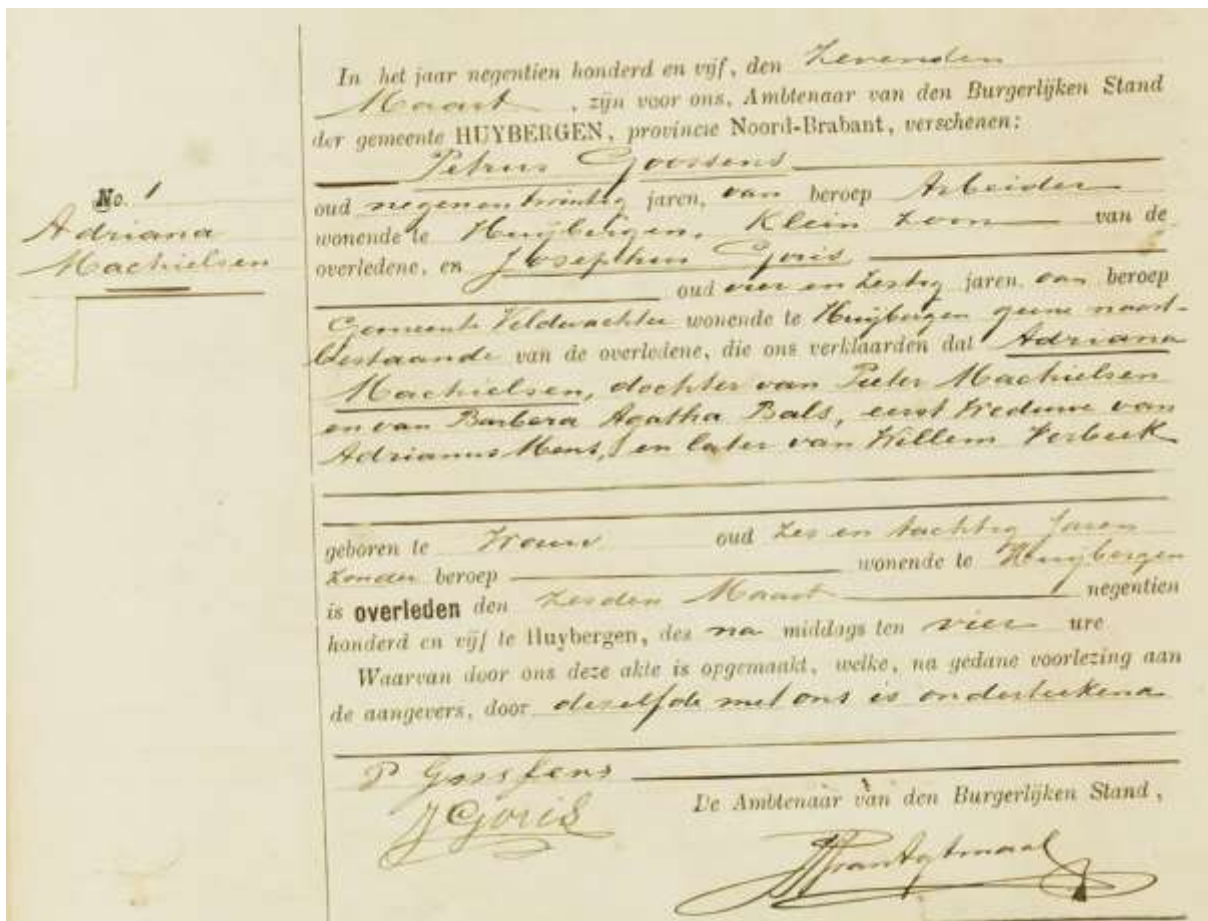 No. 1
Adriana
Machielsen
In het jaar negentien honderd en vijf, den Zevenden
Maart, zijn voor ons, Ambtenaar van den Burgerlijken Stand
der gemeente HUYBERGEN, provincie Noord-Brabant, verschenen:
Petrus Goossens
oud negenentwintig jaren, van beroep Arbeider
wonende te Huijbergen, Klein zoon van de
overledene, en Josephus Goris
oud vier en zestig jaren, van beroep
Gemeente Veldwachter wonende te Huijbergen geene naast-
bestaande van de overledene, die ons verklaarden dat Adriana
Machielsen, dochter van Pieter Machielsen
en van Barbera Agatha Bals, eerst Weduwe van
Adrianus Mens, en later van Willem Verbeek
geboren te Wouw oud zes en tachtig Jaren
zonder beroep wonende te Huijbergen
is overleden den zesden Maart negentien
honderd en vijf te Huybergen, des na middags ten vier ure
Waarvan door ons deze akte is opgemaakt, welke, na gedane voorlezing aan
de aangevers, door dezelfde met ons is onderteekend
P Goossens
J Goris
De Ambtenaar van den Burgerlijken Stand,